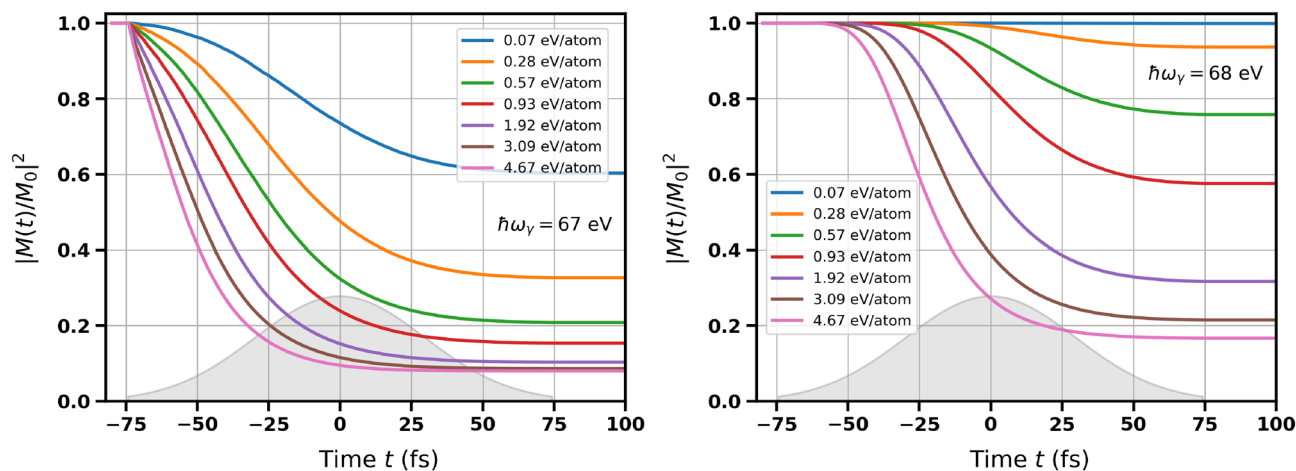 |M(t)/M₀|²
1.0
0.8
0.6
0.4
0.2
0.0
0.07 eV/atom
0.28 eV/atom
0.57 eV/atom
0.93 eV/atom
1.92 eV/atom
3.09 eV/atom
4.67 eV/atom
ℏωγ = 67 eV
−75 −50 −25 0 25 50 75 100
Time t (fs)
|M(t)/M₀|²
1.0
0.8
0.6
0.4
0.2
0.0
ℏωγ = 68 eV
0.07 eV/atom
0.28 eV/atom
0.57 eV/atom
0.93 eV/atom
1.92 eV/atom
3.09 eV/atom
4.67 eV/atom
−75 −50 −25 0 25 50 75 100
Time t (fs)